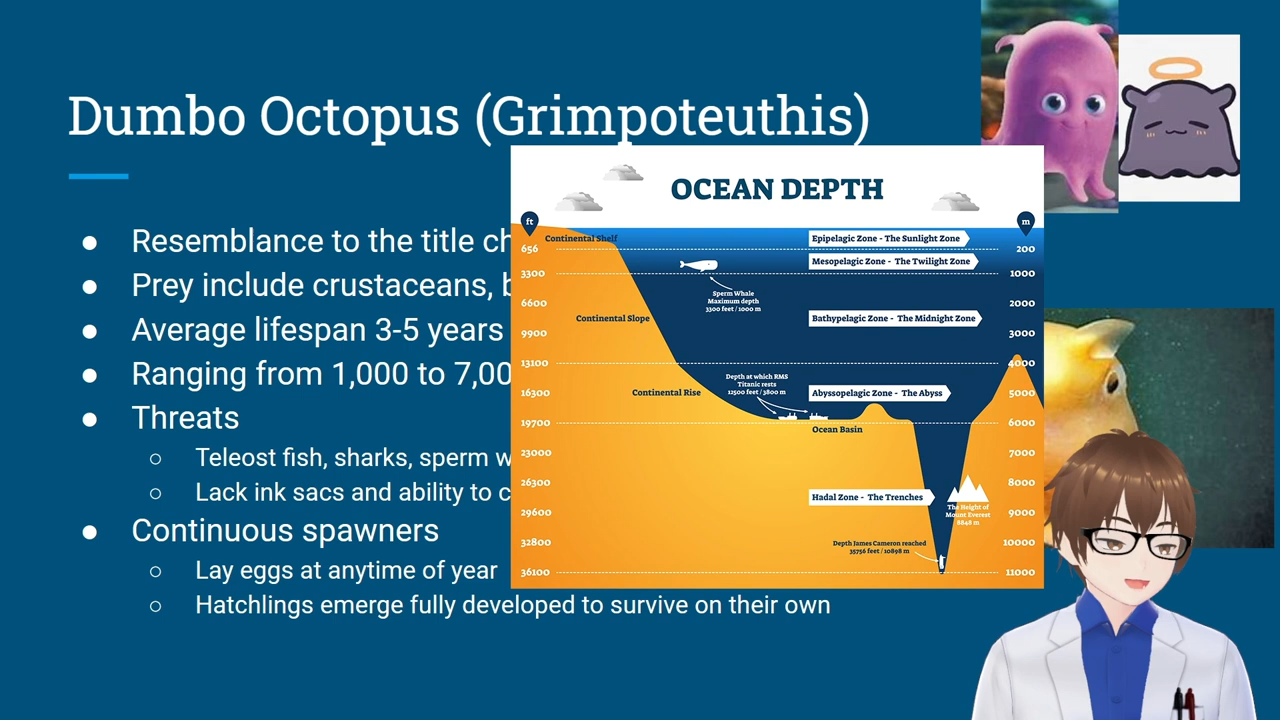 Dumbo Octopus (Grimpoteuthis)
● Resemblance to the title ch
● Prey include crustaceans, b
● Average lifespan 3-5 years
● Ranging from 1,000 to 7,00
● Threats
○ Teleost fish, sharks, sperm w
○ Lack ink sacs and ability to c
● Continuous spawners
○ Lay eggs at anytime of year
○ Hatchlings emerge fully developed to survive on their own
OCEAN DEPTH
ft
m
Continental Shelf
Epipelagic Zone - The Sunlight Zone
656
200
Mesopelagic Zone - The Twilight Zone
3300
1000
Sperm Whale
Maximum depth
3300 feet / 1000 m
6600
2000
Continental Slope
Bathypelagic Zone - The Midnight Zone
9900
3000
13100
4000
Depth at which RMS
Titanic rests
12500 feet / 3800 m
16300
Continental Rise
Abyssopelagic Zone - The Abyss
5000
19700
6000
Ocean Basin
23000
7000
26300
8000
Hadal Zone - The Trenches
The Height of
Mount Everest
8848 m
29600
9000
32800
10000
Depth James Cameron reached
35756 feet / 10898 m
36100
11000